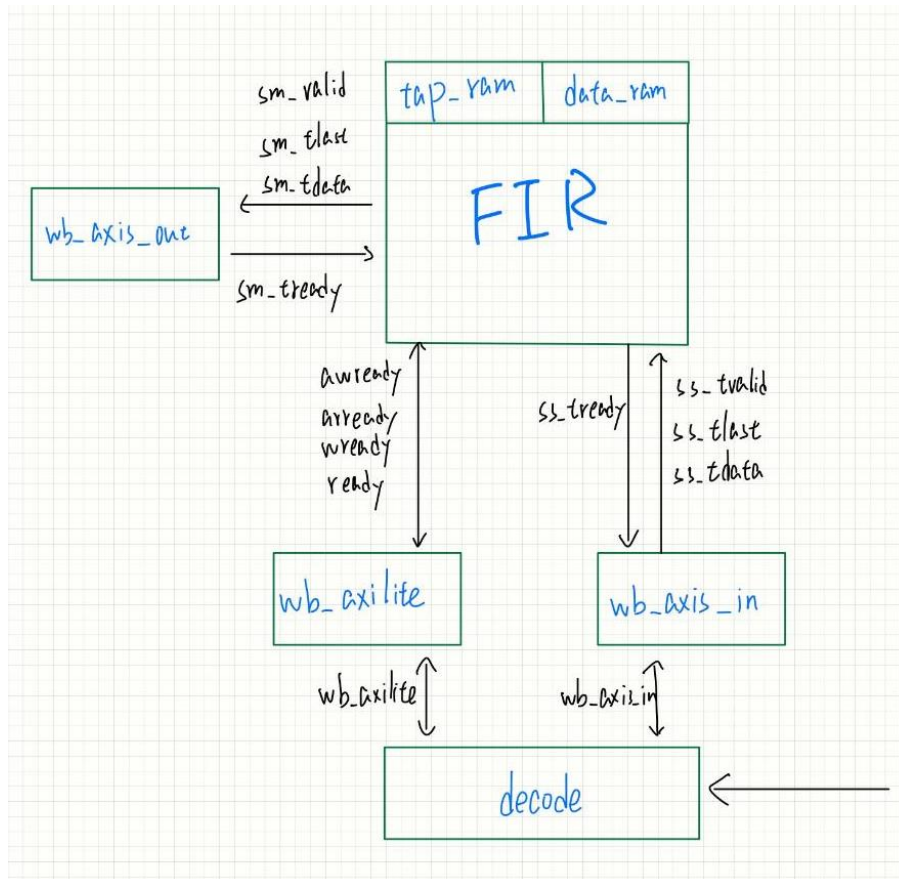 sm_valid
sm_tlast
sm_tdata
tap_ram
data_ram
FIR
wb_axis_out
sm_tready
awready
arready
wready
ready
ss_tready
ss_tvalid
ss_tlast
ss_tdata
wb_axilite
wb_axis_in
wb_axilite
wb_axis_in
decode